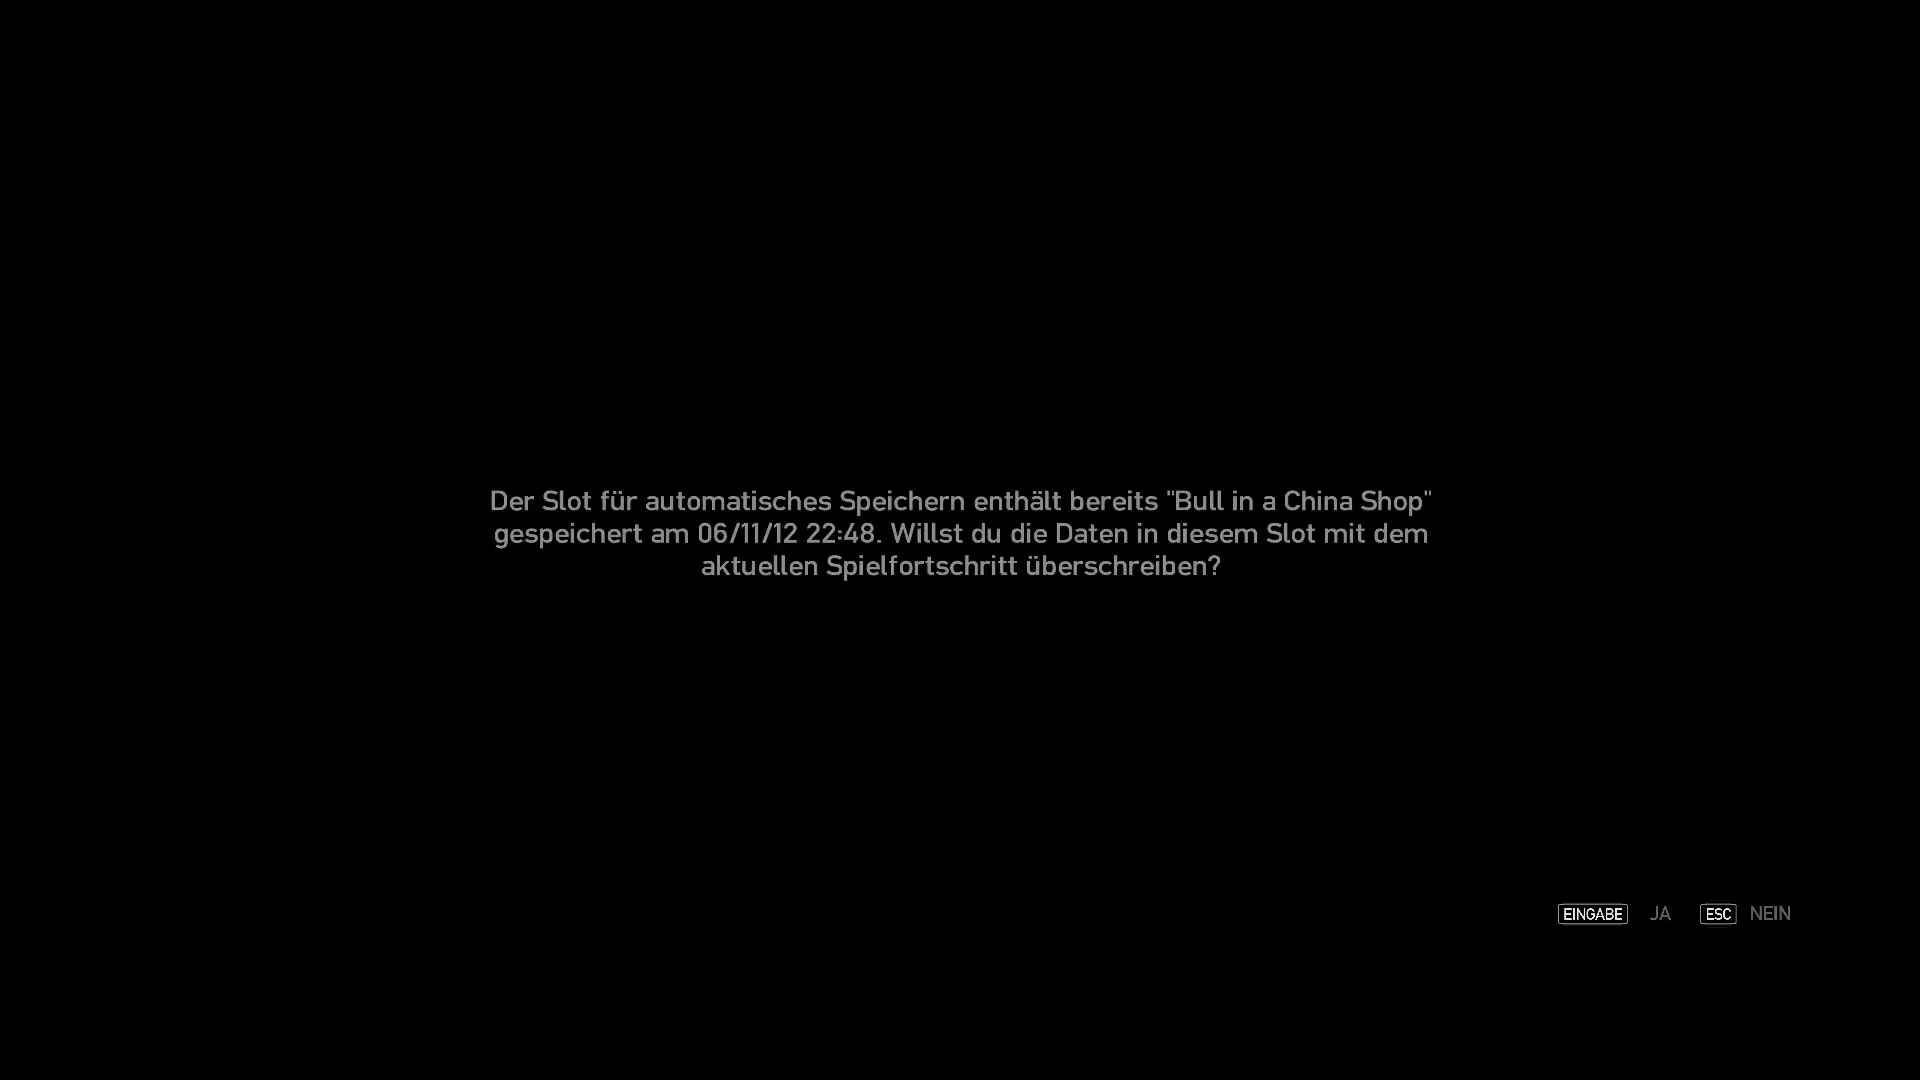 Der Slot für automatisches Speichern enthält bereits "Bull in a China Shop"
gespeichert am 06/11/12 22:48. Willst du die Daten in diesem Slot mit dem
aktuellen Spielfortschritt überschreiben?
EINGABE JA ESC NEIN